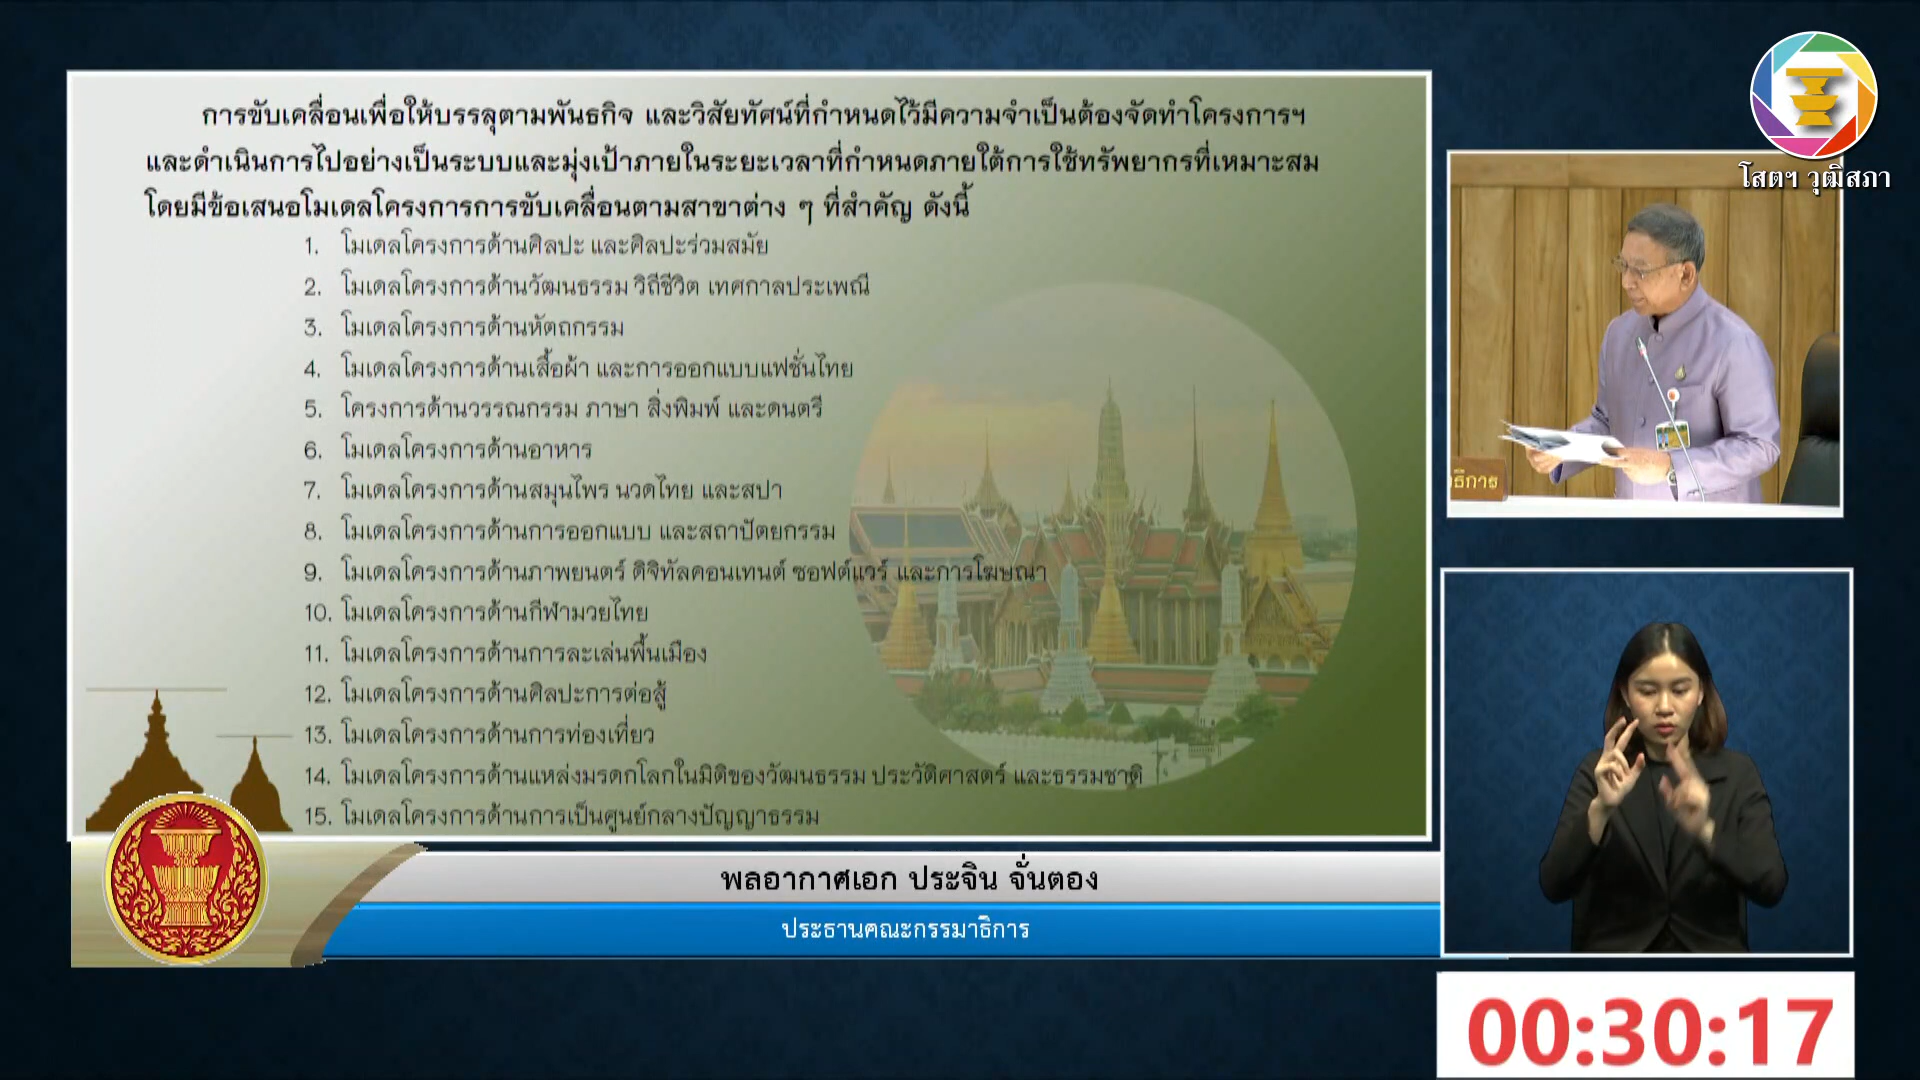 การขับเคลื่อนเพื่อให้บรรลุตามพันธกิจ และวิสัยทัศน์ที่กำหนดไว้มีความจำเป็นต้องจัดทำโครงการฯ
และดำเนินการไปอย่างเป็นระบบและมุ่งเป้าภายในระยะเวลาที่กำหนดภายใต้การใช้ทรัพยากรที่เหมาะสม
โดยมีข้อเสนอโมเดลโครงการการขับเคลื่อนตามสาขาต่าง ๆ ที่สำคัญ ดังนี้
1. โมเดลโครงการด้านศิลปะ และศิลปะร่วมสมัย
2. โมเดลโครงการด้านวัฒนธรรม วิถีชีวิต เทศกาลประเพณี
3. โมเดลโครงการด้านหัตถกรรม
4. โมเดลโครงการด้านเสื้อผ้า และการออกแบบแฟชั่นไทย
5. โครงการด้านวรรณกรรม ภาษา สิ่งพิมพ์ และดนตรี
6. โมเดลโครงการด้านอาหาร
7. โมเดลโครงการด้านสมุนไพร นวดไทย และสปา
8. โมเดลโครงการด้านการออกแบบ และสถาปัตยกรรม
9. โมเดลโครงการด้านภาพยนตร์ ดิจิทัลคอนเทนต์ ซอฟต์แวร์ และการโฆษณา
10. โมเดลโครงการด้านกีฬามวยไทย
11. โมเดลโครงการด้านการละเล่นพื้นเมือง
12. โมเดลโครงการด้านศิลปะการต่อสู้
13. โมเดลโครงการด้านการท่องเที่ยว
14. โมเดลโครงการด้านแหล่งมรดกโลกในมิติของวัฒนธรรม ประวัติศาสตร์ และธรรมชาติ
15. โมเดลโครงการด้านการเป็นศูนย์กลางปัญญาธรรม
พลอากาศเอก ประจิน จั่นตอง
ประธานคณะกรรมาธิการ
โสตฯ วุฒิสภา
ธิการ
00:30:17